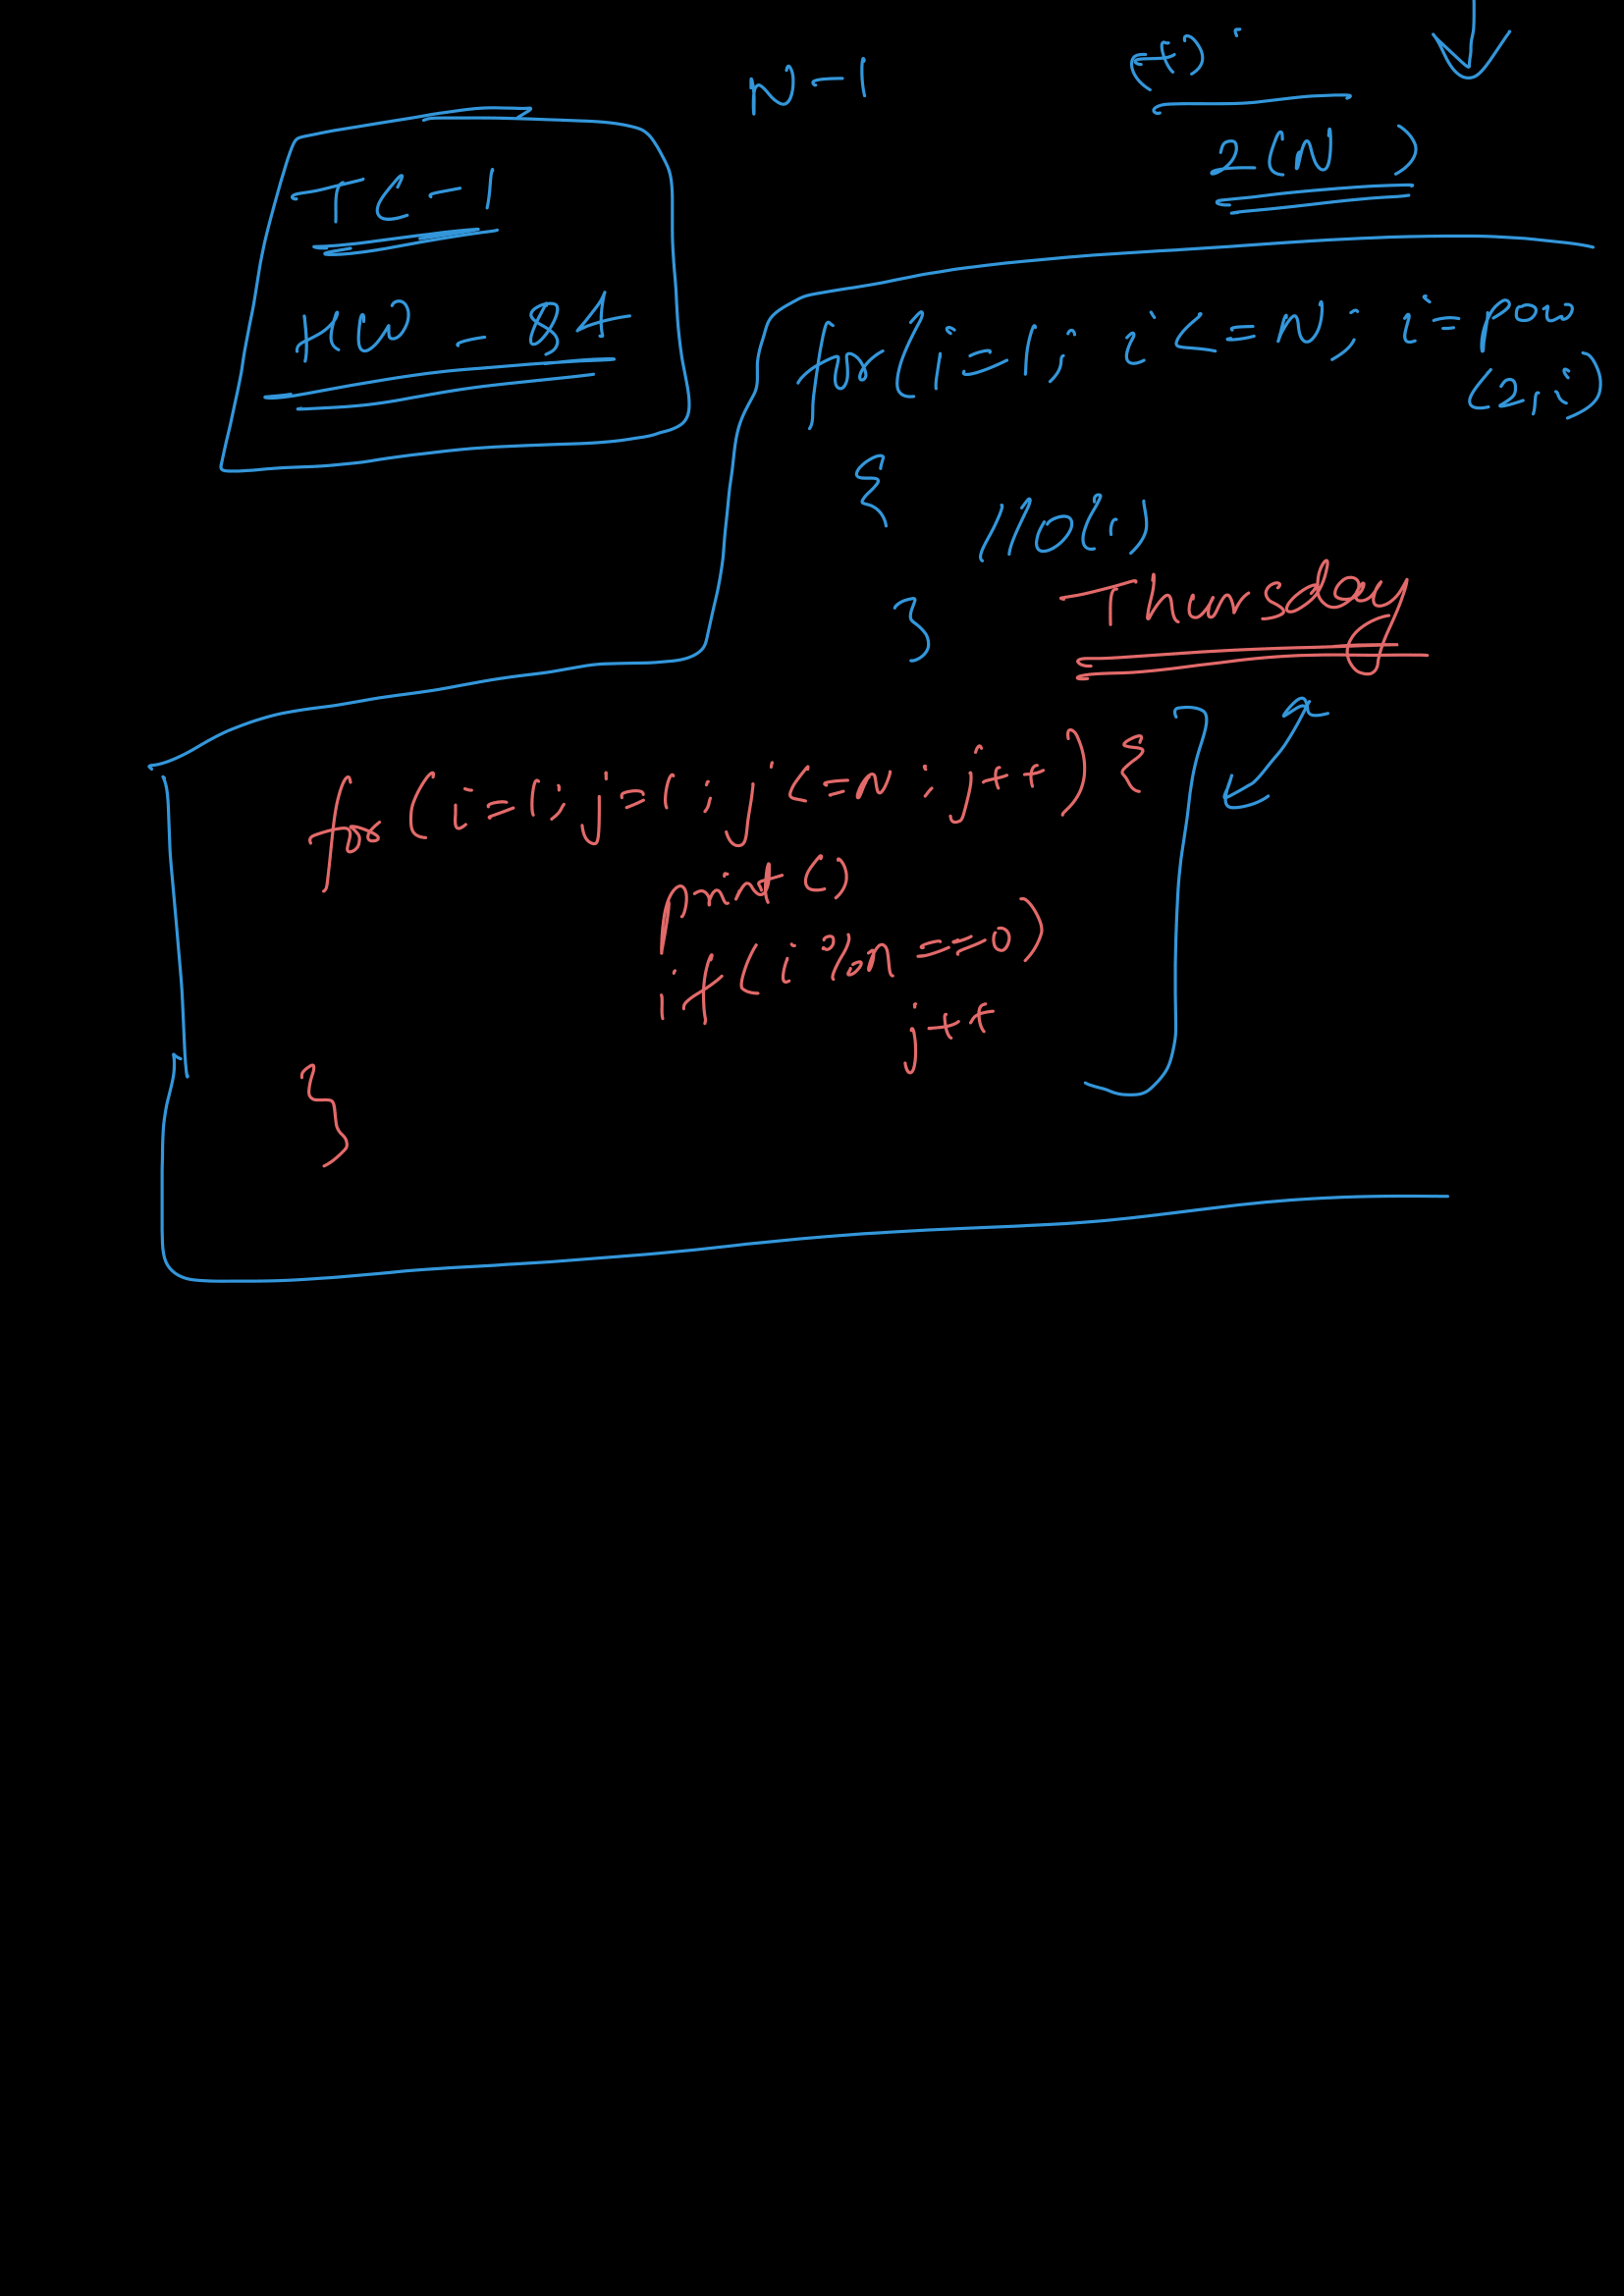 N-1
2(N )
TC-1
HW - 84
for(i=1; i<=N; i=pow
(2,i)
{
//O(1)
}
Thursday
for(i=1; j=1; j<=n; j++) {
print()
if(i%n==0)
j++
}